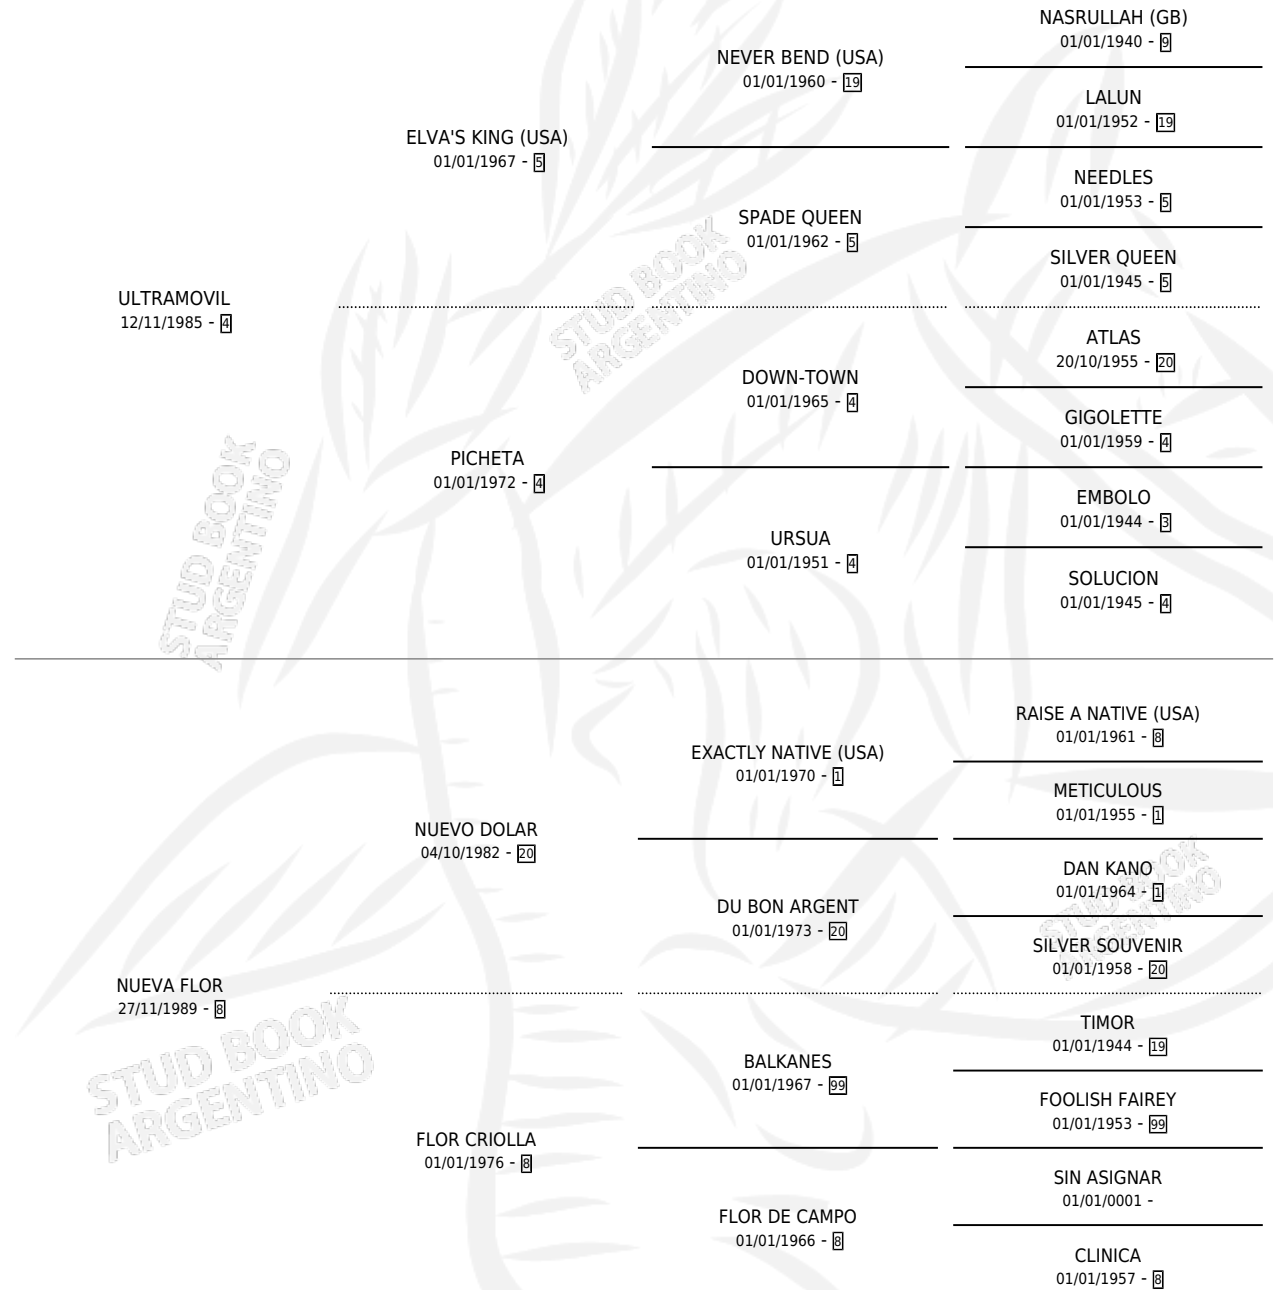 NASRULLAH (GB)
01/01/1940 - 9
NEVER BEND (USA)
01/01/1960 - 19
LALUN
01/01/1952 - 19
ELVA'S KING (USA)
01/01/1967 - 5
NEEDLES
01/01/1953 - 5
SPADE QUEEN
01/01/1962 - 5
SILVER QUEEN
01/01/1945 - 5
ULTRAMOVIL
12/11/1985 - 4
ATLAS
20/10/1955 - 20
DOWN-TOWN
01/01/1965 - 4
GIGOLETTE
01/01/1959 - 4
PICHETA
01/01/1972 - 4
EMBOLO
01/01/1944 - 3
URSUA
01/01/1951 - 4
SOLUCION
01/01/1945 - 4
RAISE A NATIVE (USA)
01/01/1961 - 8
EXACTLY NATIVE (USA)
01/01/1970 - 1
METICULOUS
01/01/1955 - 1
NUEVO DOLAR
04/10/1982 - 20
DAN KANO
01/01/1964 - 1
DU BON ARGENT
01/01/1973 - 20
SILVER SOUVENIR
01/01/1958 - 20
NUEVA FLOR
27/11/1989 - 8
TIMOR
01/01/1944 - 19
BALKANES
01/01/1967 - 99
FOOLISH FAIREY
01/01/1953 - 99
FLOR CRIOLLA
01/01/1976 - 8
SIN ASIGNAR
01/01/0001 -
FLOR DE CAMPO
01/01/1966 - 8
CLINICA
01/01/1957 - 8
STUD BOOK
ARGENTINO
STUD BOOK
ARGENTINO
STUD BOOK
ARGENTINO
STUD BOOK
ARGENTINO